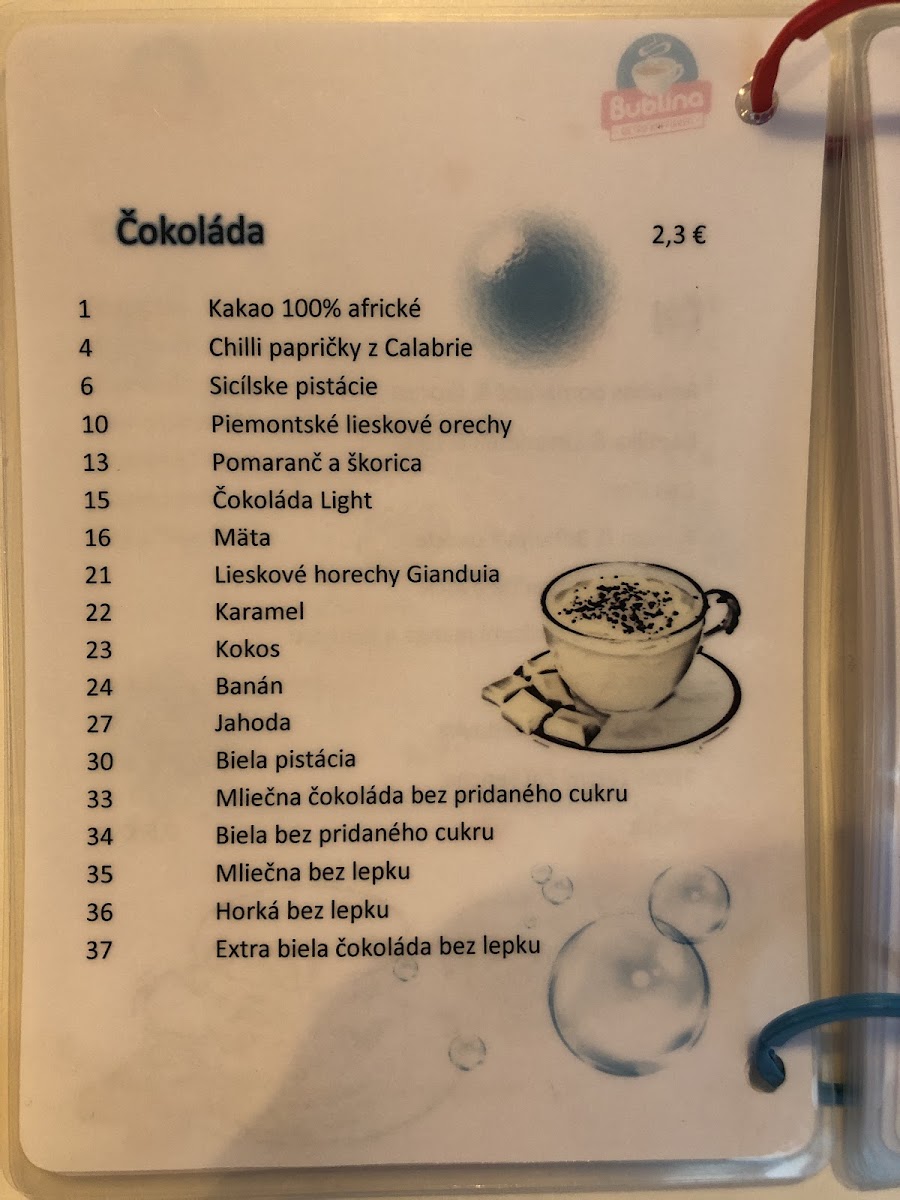 Bublina
Čokoláda 2,3 €
1 Kakao 100% africké
4 Chilli papričky z Calabrie
6 Sicílske pistácie
10 Piemontské lieskové orechy
13 Pomaranč a škorica
15 Čokoláda Light
16 Mäta
21 Lieskové horechy Gianduia
22 Karamel
23 Kokos
24 Banán
27 Jahoda
30 Biela pistácia
33 Mliečna čokoláda bez pridaného cukru
34 Biela bez pridaného cukru
35 Mliečna bez lepku
36 Horká bez lepku
37 Extra biela čokoláda bez lepku